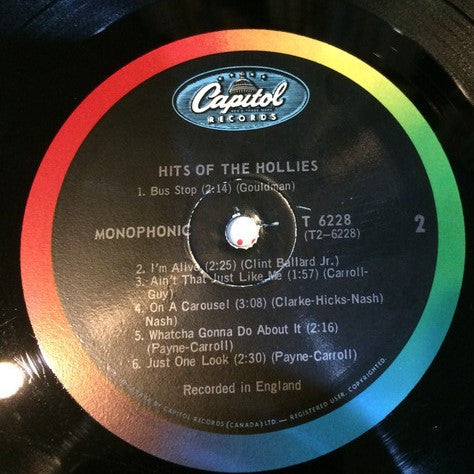 Capitol
RECORDS
HITS OF THE HOLLIES
1. Bus Stop (2:14) (Gouldman)
MONOPHONIC
T 6228
(T2-6228)
2
2. I'm Alive (2:25) (Clint Ballard Jr.)
3. Ain't That Just Like Me (1:57) (Carroll-
Guy)
4. On A Carousel (3:08) (Clarke-Hicks-Nash)
Nash)
5. Whatcha Gonna Do About It (2:16)
(Payne-Carroll)
6. Just One Look (2:30) (Payne-Carroll)
Recorded in England
BY CAPITOL RECORDS (CANADA) LTD.— REGISTERED USER. COPYRIGHTED.